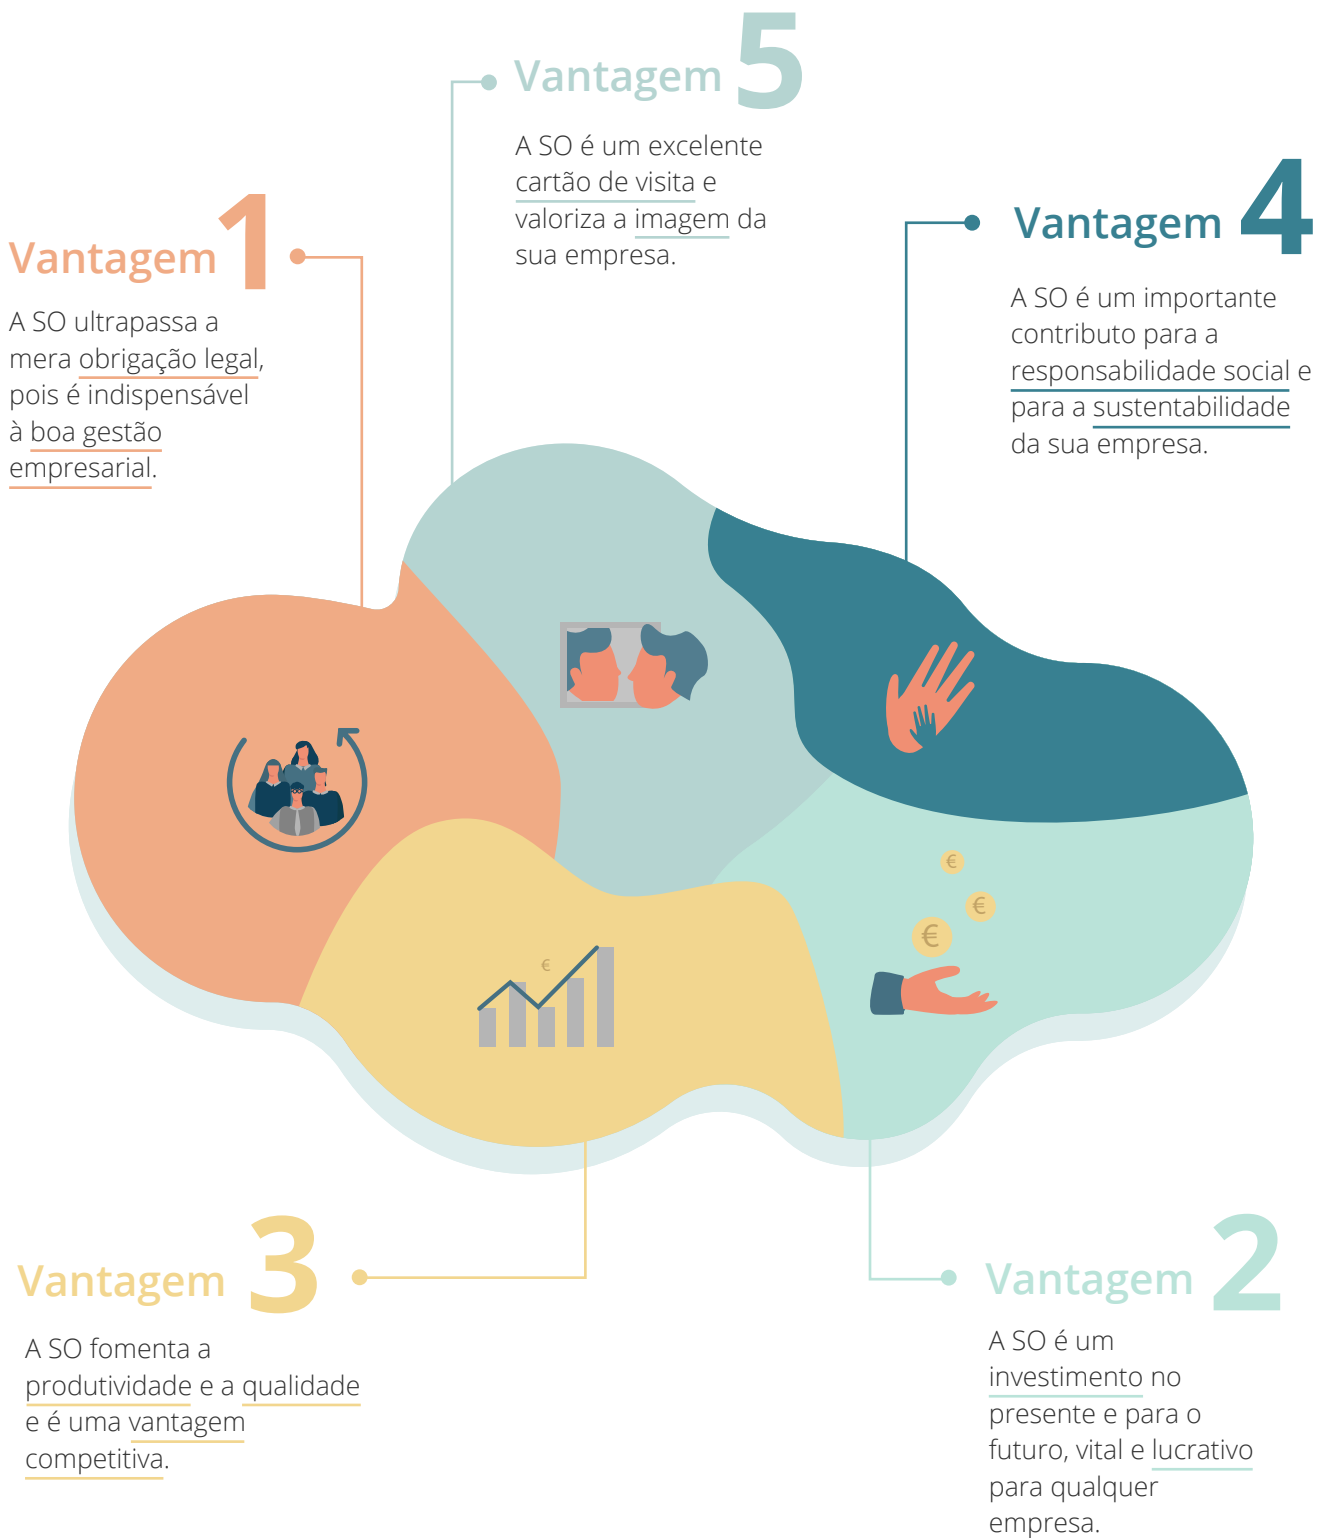 Vantagem 5
A SO é um excelente
cartão de visita e
valoriza a imagem da
sua empresa.
Vantagem 1
A SO ultrapassa a
mera obrigação legal,
pois é indispensável
à boa gestão
empresarial.
Vantagem 4
A SO é um importante
contributo para a
responsabilidade social e
para a sustentabilidade
da sua empresa.
€
€
€
€
Vantagem 3
A SO fomenta a
produtividade e a qualidade
e é uma vantagem
competitiva.
Vantagem 2
A SO é um
investimento no
presente e para o
futuro, vital e lucrativo
para qualquer
empresa.